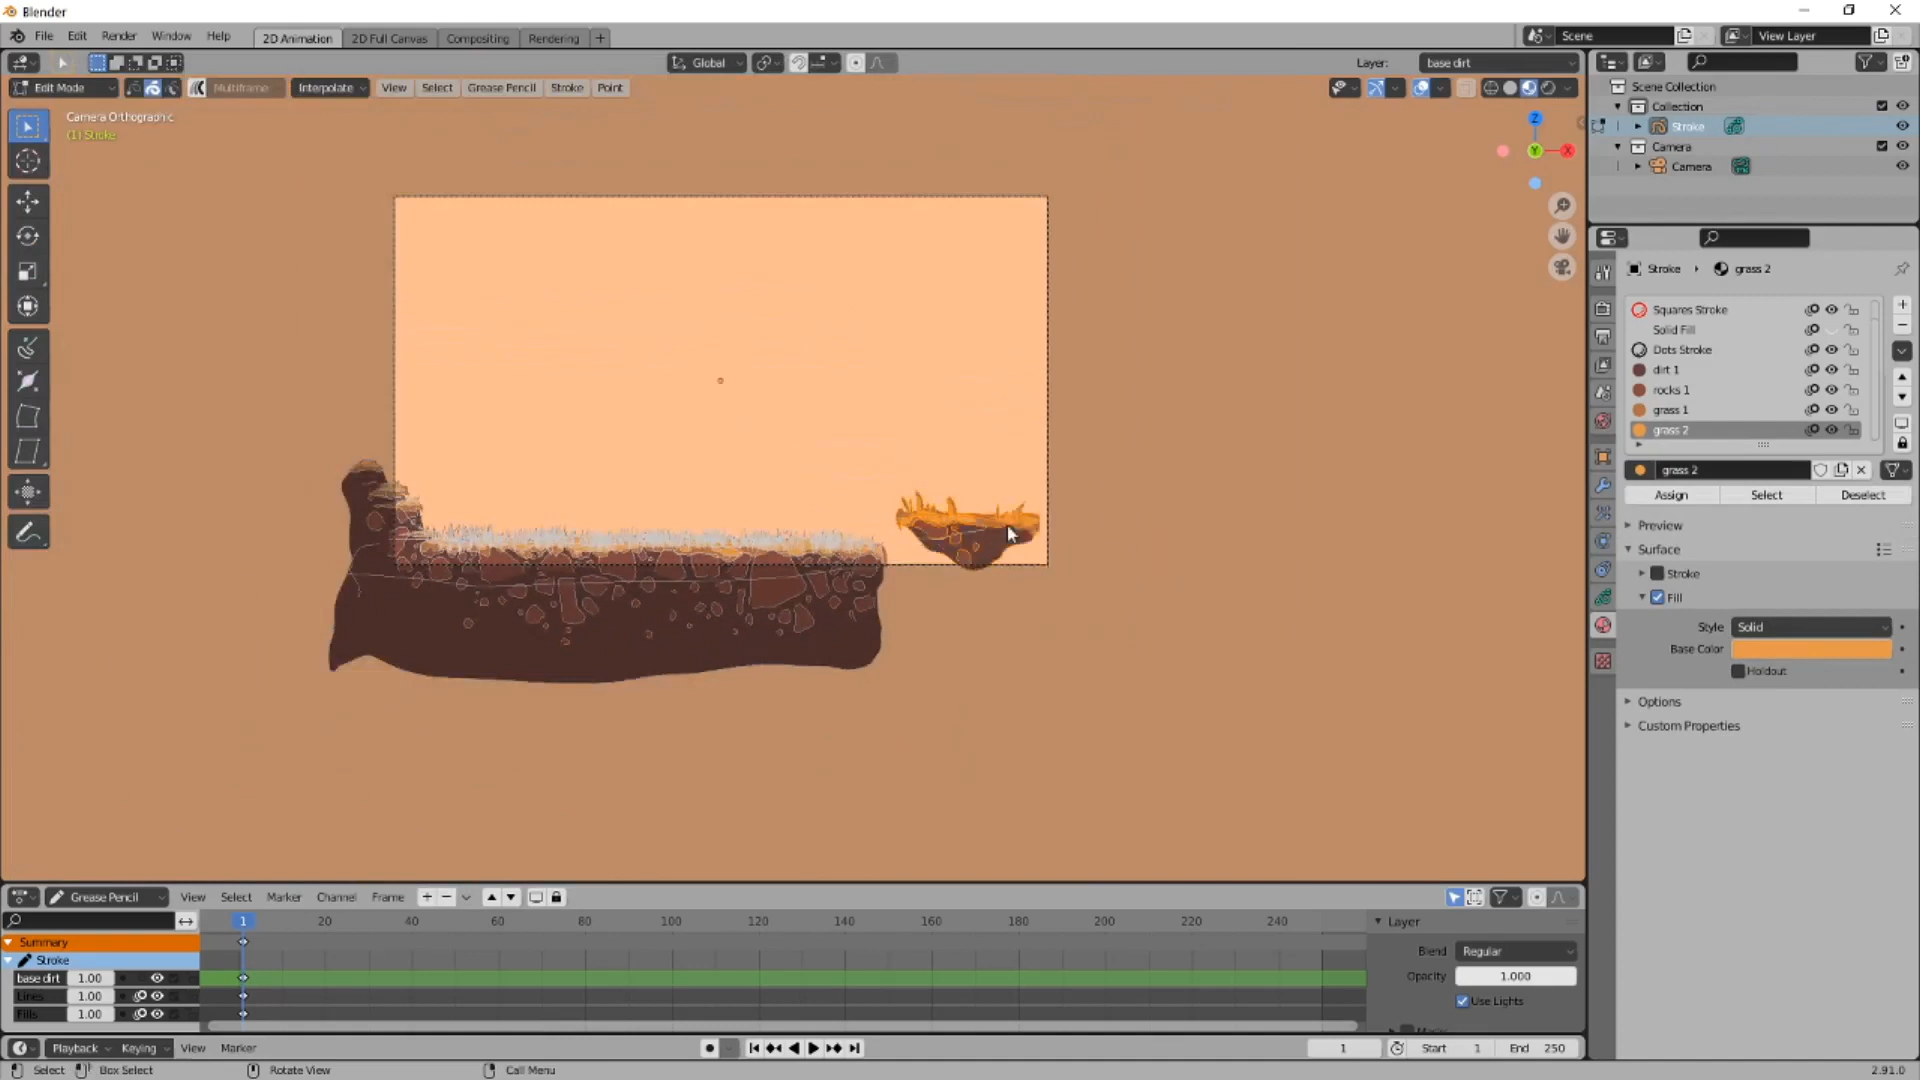 Blender
File Edit Render Window Help 2D Animation 2D Full Canvas Compositing Rendering + Scene View Layer
Global Layer: base dirt
Edit Mode Multiframe Interpolate View Select Grease Pencil Stroke Point
Camera Orthographic
(1) Stroke
Z
Y X
Scene Collection
Collection
Stroke
Camera
Camera
Stroke › grass 2
Squares Stroke
Solid Fill
Dots Stroke
dirt 1
rocks 1
grass 1
grass 2
grass 2
Assign Select Deselect
Preview
Surface
Stroke
Fill
Style Solid
Base Color
Holdout
Options
Custom Properties
Grease Pencil View Select Marker Channel Frame
1 20 40 60 80 100 120 140 160 180 200 220 240
Summary
Stroke
base dirt 1.00
Lines 1.00
Fills 1.00
Layer
Blend Regular
Opacity 1.000
Use Lights
Playback Keying View Marker 1 Start 1 End 250
Select Box Select Rotate View Call Menu 2.91.0